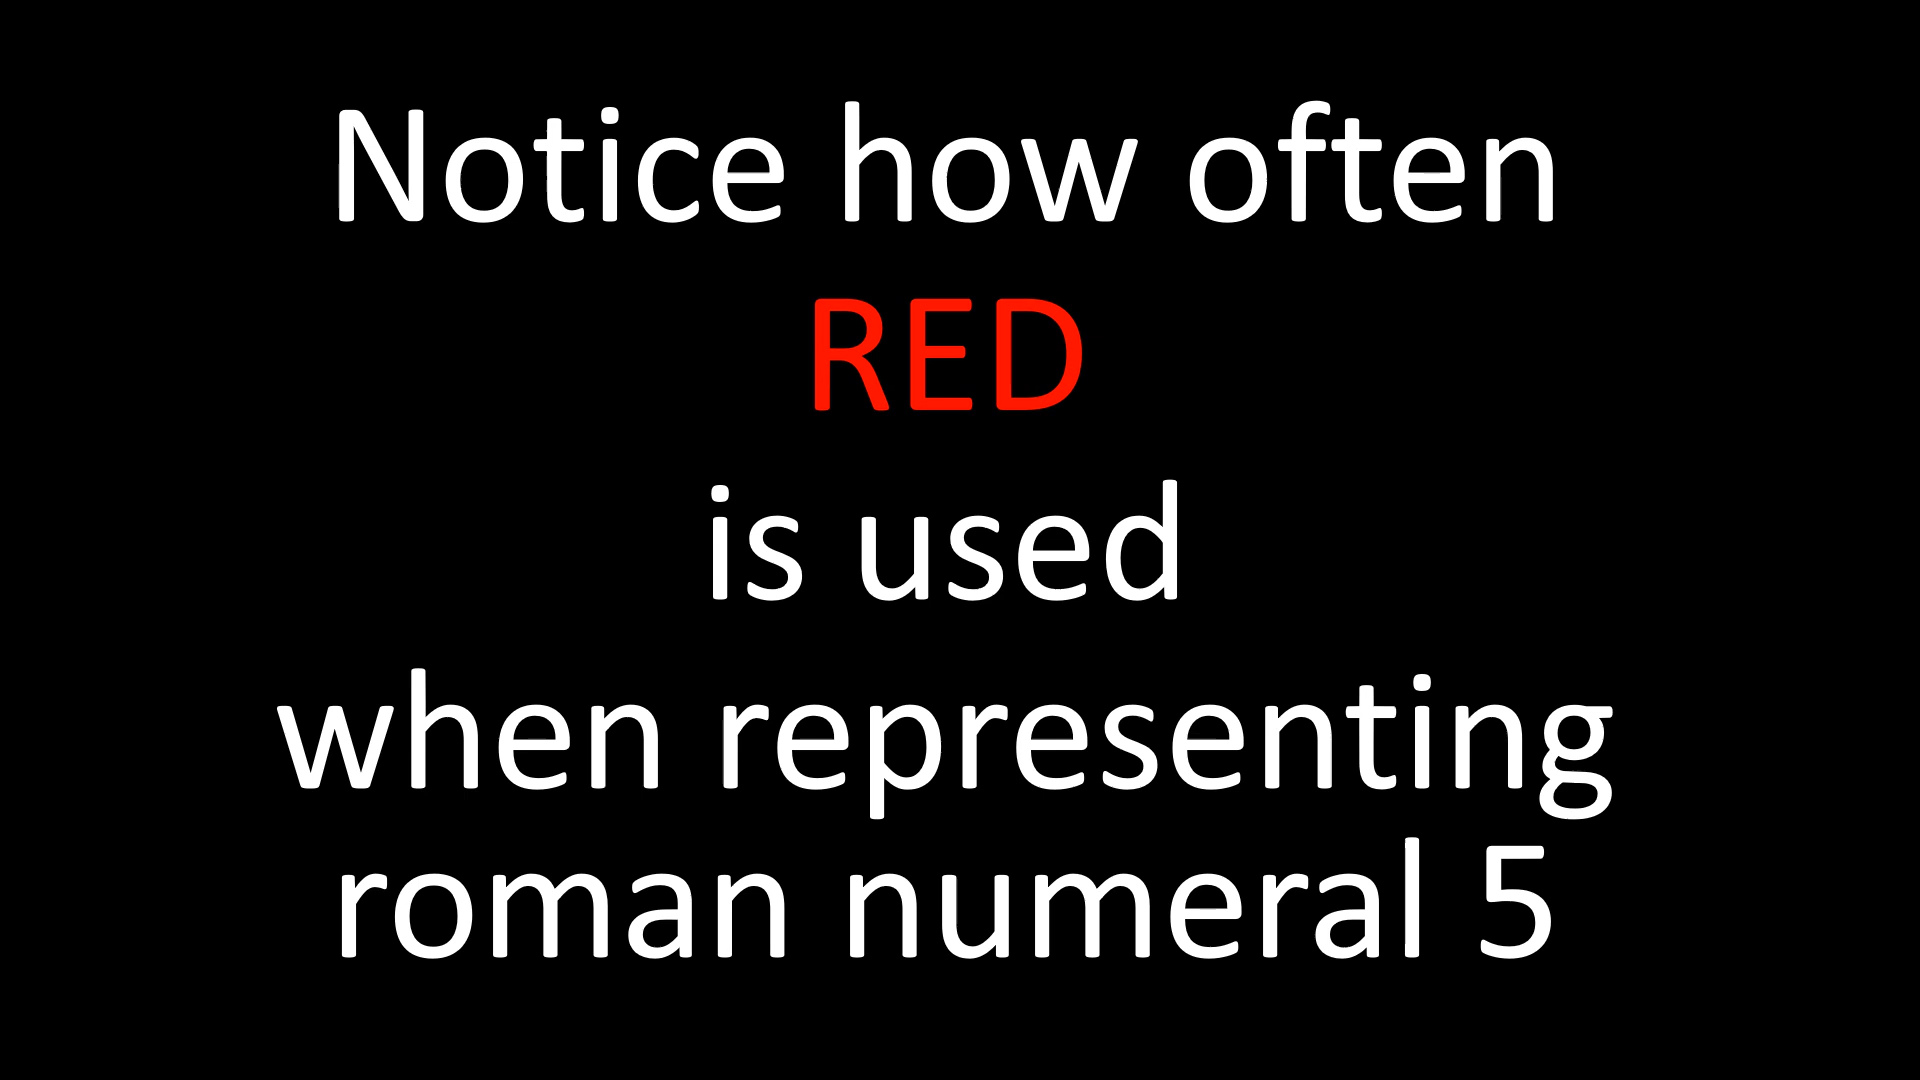 Notice how often
RED
is used
when representing
roman numeral 5